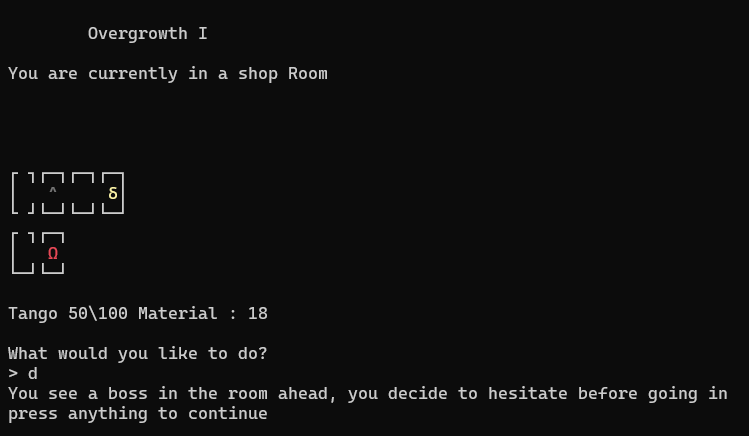 Overgrowth I
You are currently in a shop Room
┌ ┐┌─┐┌─┐┌─┐
│   ^     δ│
└ ┘└─┘└─┘└─┘
┌ ┐┌─┐
│   Ω
└─┘└─┘
Tango 50\100 Material : 18
What would you like to do?
> d
You see a boss in the room ahead, you decide to hesitate before going in
press anything to continue